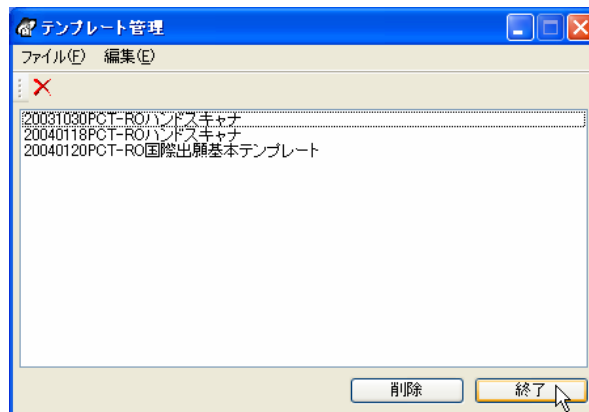 テンプレート管理
ファイル(F) 編集(E)
20031030PCT-ROハンドスキャナ
20040118PCT-ROハンドスキャナ
20040120PCT-RO国際出願基本テンプレート
削除 終了